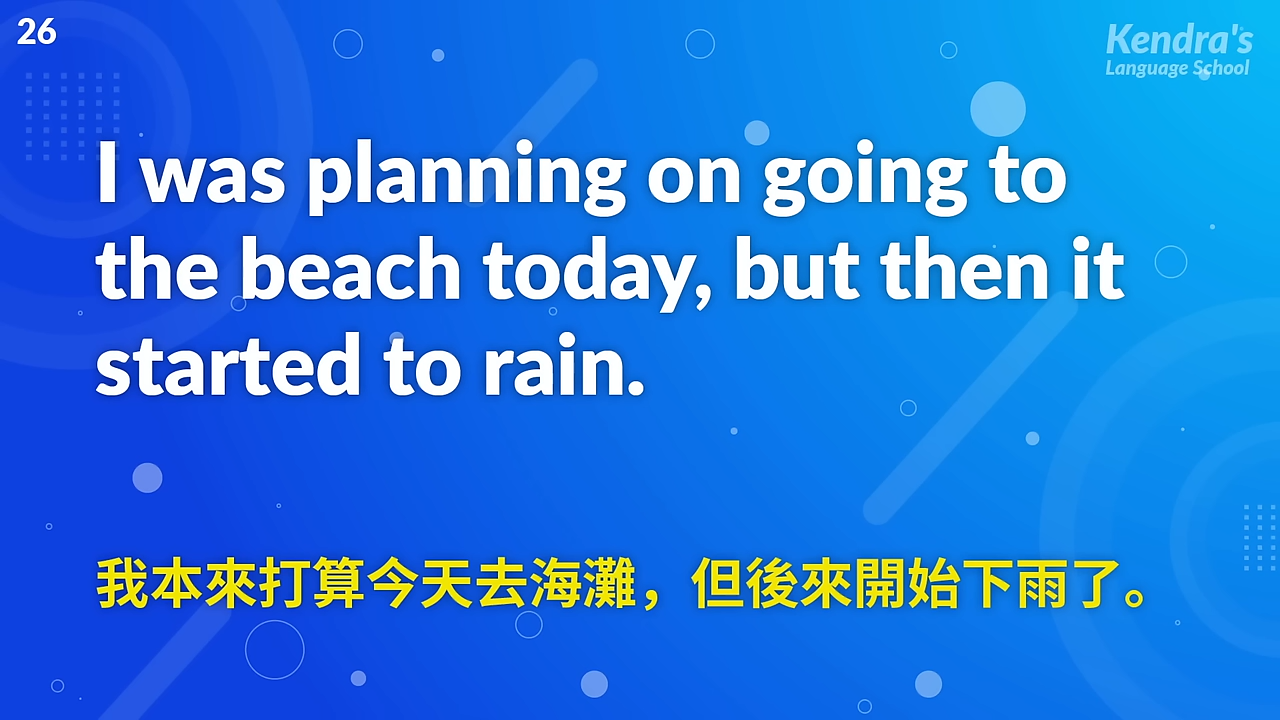 26
Kendra's
Language School
I was planning on going to
the beach today, but then it
started to rain.
我本來打算今天去海灘，但後來開始下雨了。